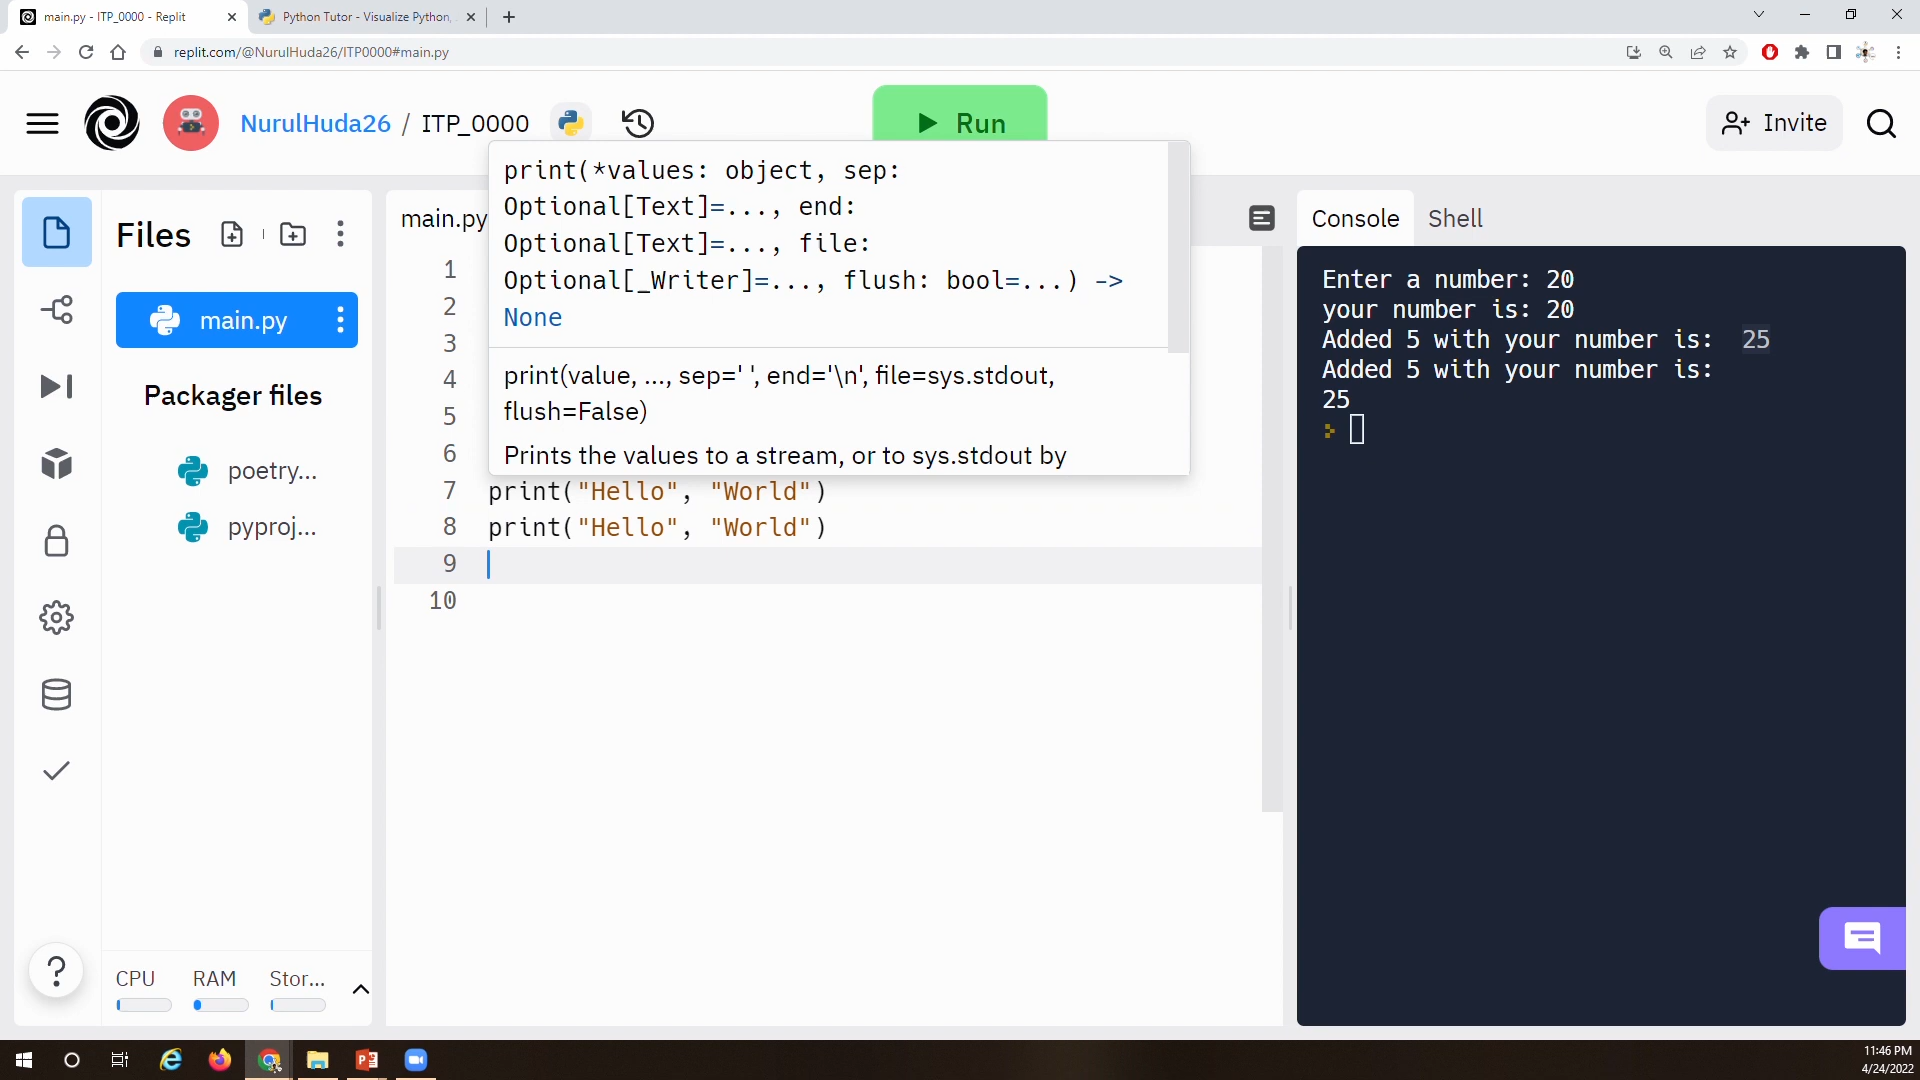 main.py - ITP_0000 - Replit
Python Tutor - Visualize Python,
replit.com/@NurulHuda26/ITP0000#main.py
NurulHuda26 / ITP_0000
Run
Invite
Files
main.py
Packager files
poetry...
pyproj...
CPU RAM Stor...
main.py
print(*values: object, sep:
Optional[Text]=..., end:
Optional[Text]=..., file:
Optional[_Writer]=..., flush: bool=...) ->
None
print(value, ..., sep=' ', end='\n', file=sys.stdout,
flush=False)
Prints the values to a stream, or to sys.stdout by
1
2
3
4
5
6
7 print("Hello", "World")
8 print("Hello", "World")
9
10
Console Shell
Enter a number: 20
your number is: 20
Added 5 with your number is:  25
Added 5 with your number is:
25
11:46 PM
4/24/2022